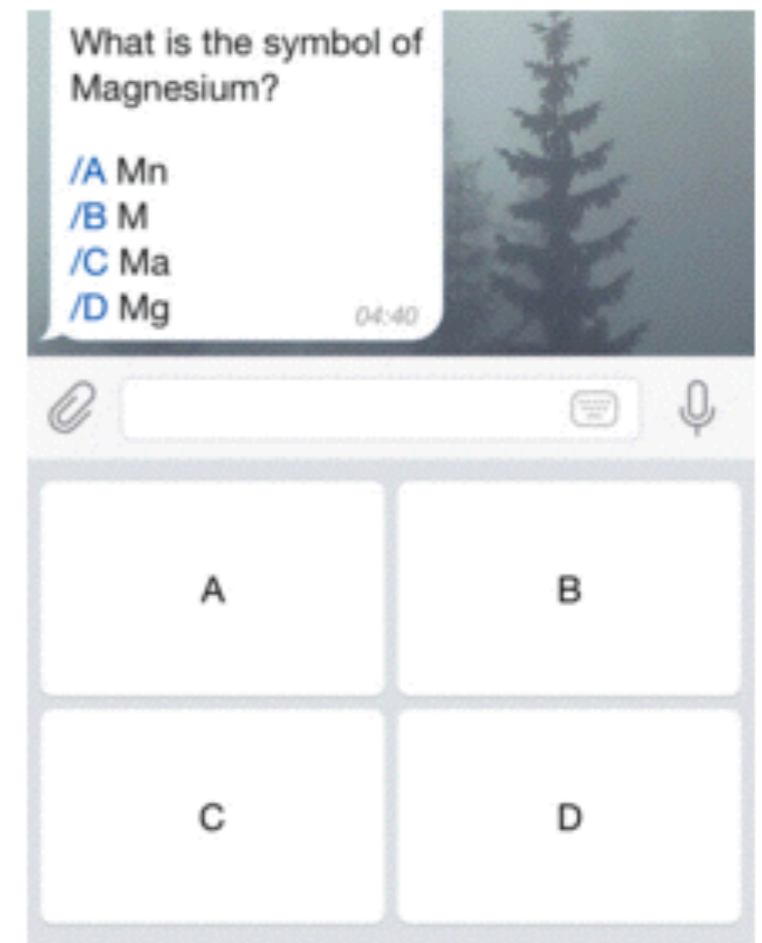 What is the symbol of
Magnesium?
/A Mn
/B M
/C Ma
/D Mg
04:40
A
B
C
D